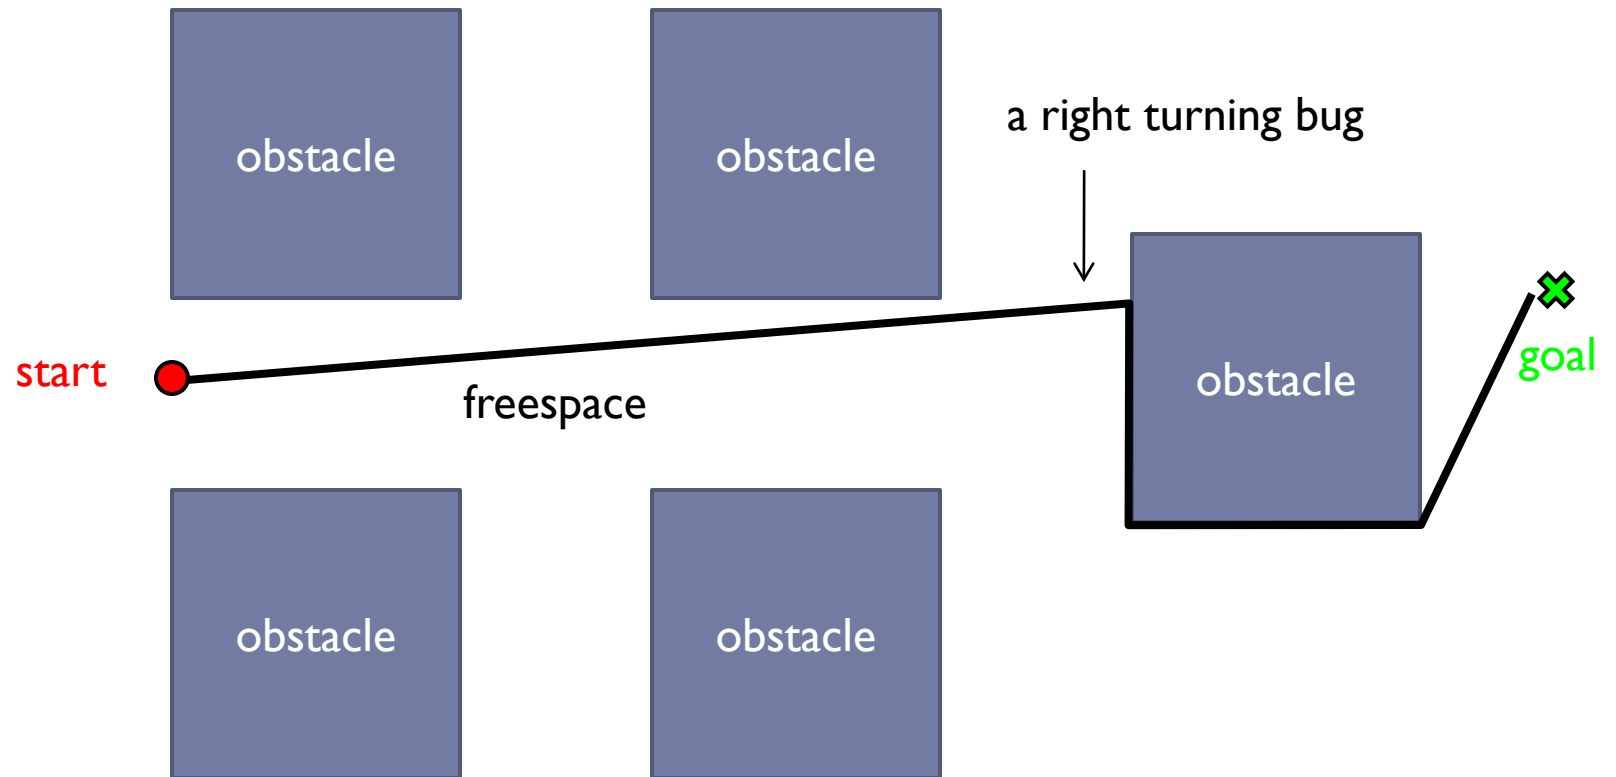 a right turning bug
obstacle
obstacle
start
freespace
obstacle
goal
obstacle
obstacle